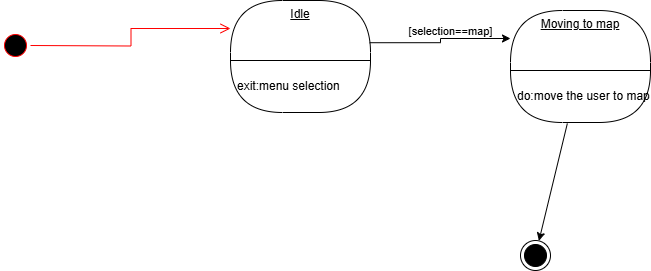 Idle
[selection==map]
Moving to map
exit:menu selection
do:move the user to map